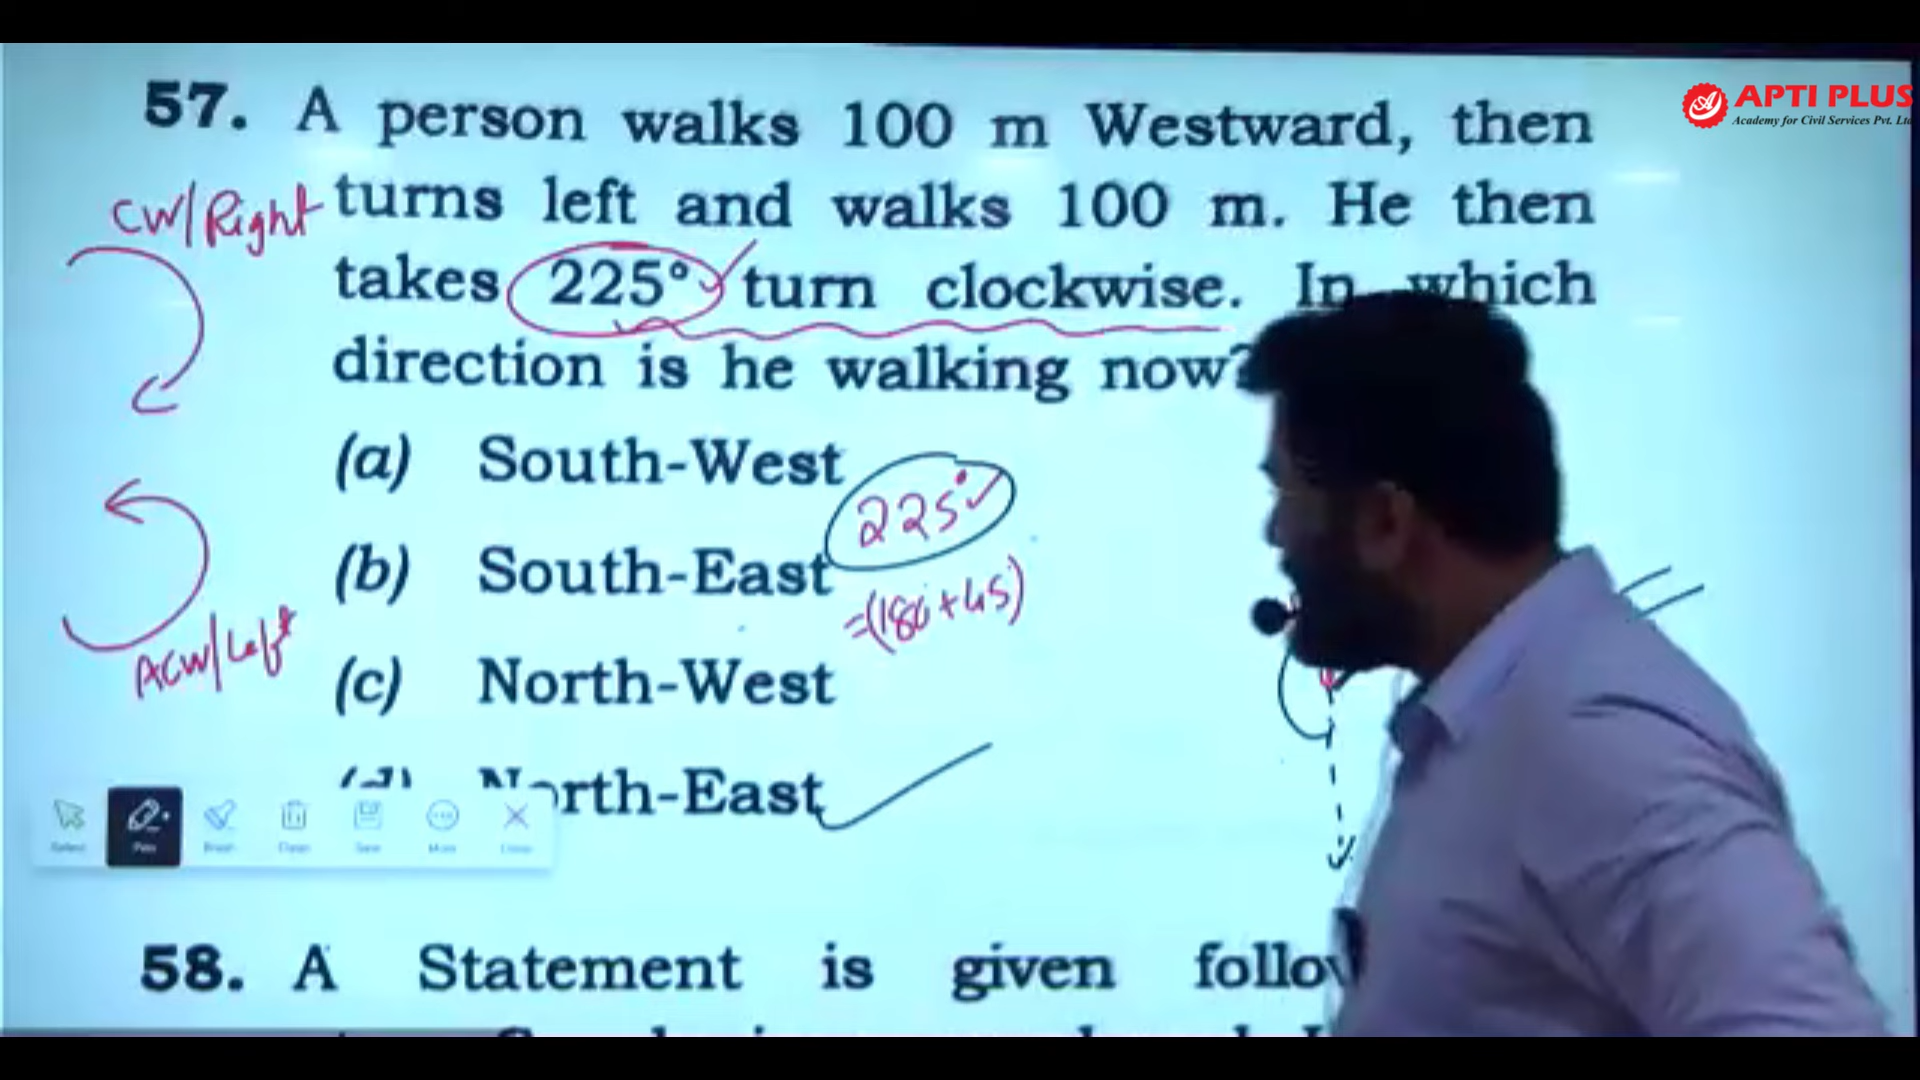 APTI PLUS
Academy for Civil Services Pvt.
57. A person walks 100 m Westward, then
turns left and walks 100 m. He then
takes 225° turn clockwise. In which
direction is he walking now?
CW/Right
ACW/Left
(a) South-West
(b) South-East
(c) North-West
North-East
225°
=(180+45)
58. A Statement is given